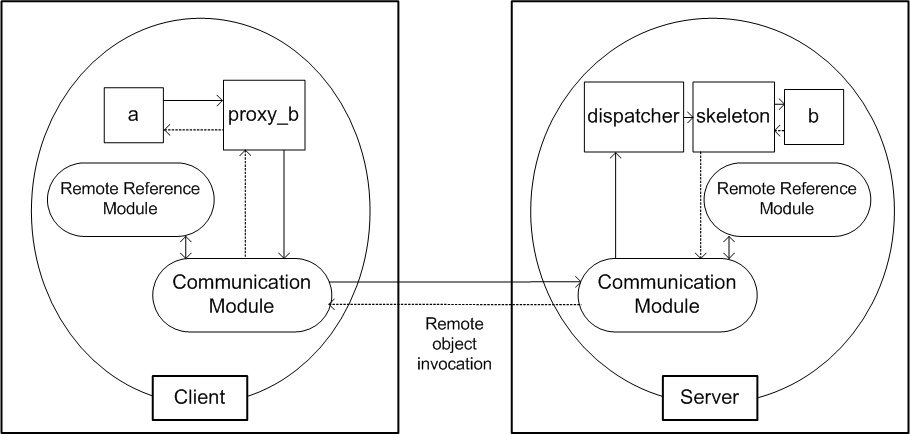 a
proxy_b
Remote Reference
Module
Communication
Module
Client
Remote
object
invocation
dispatcher
skeleton
b
Remote Reference
Module
Communication
Module
Server